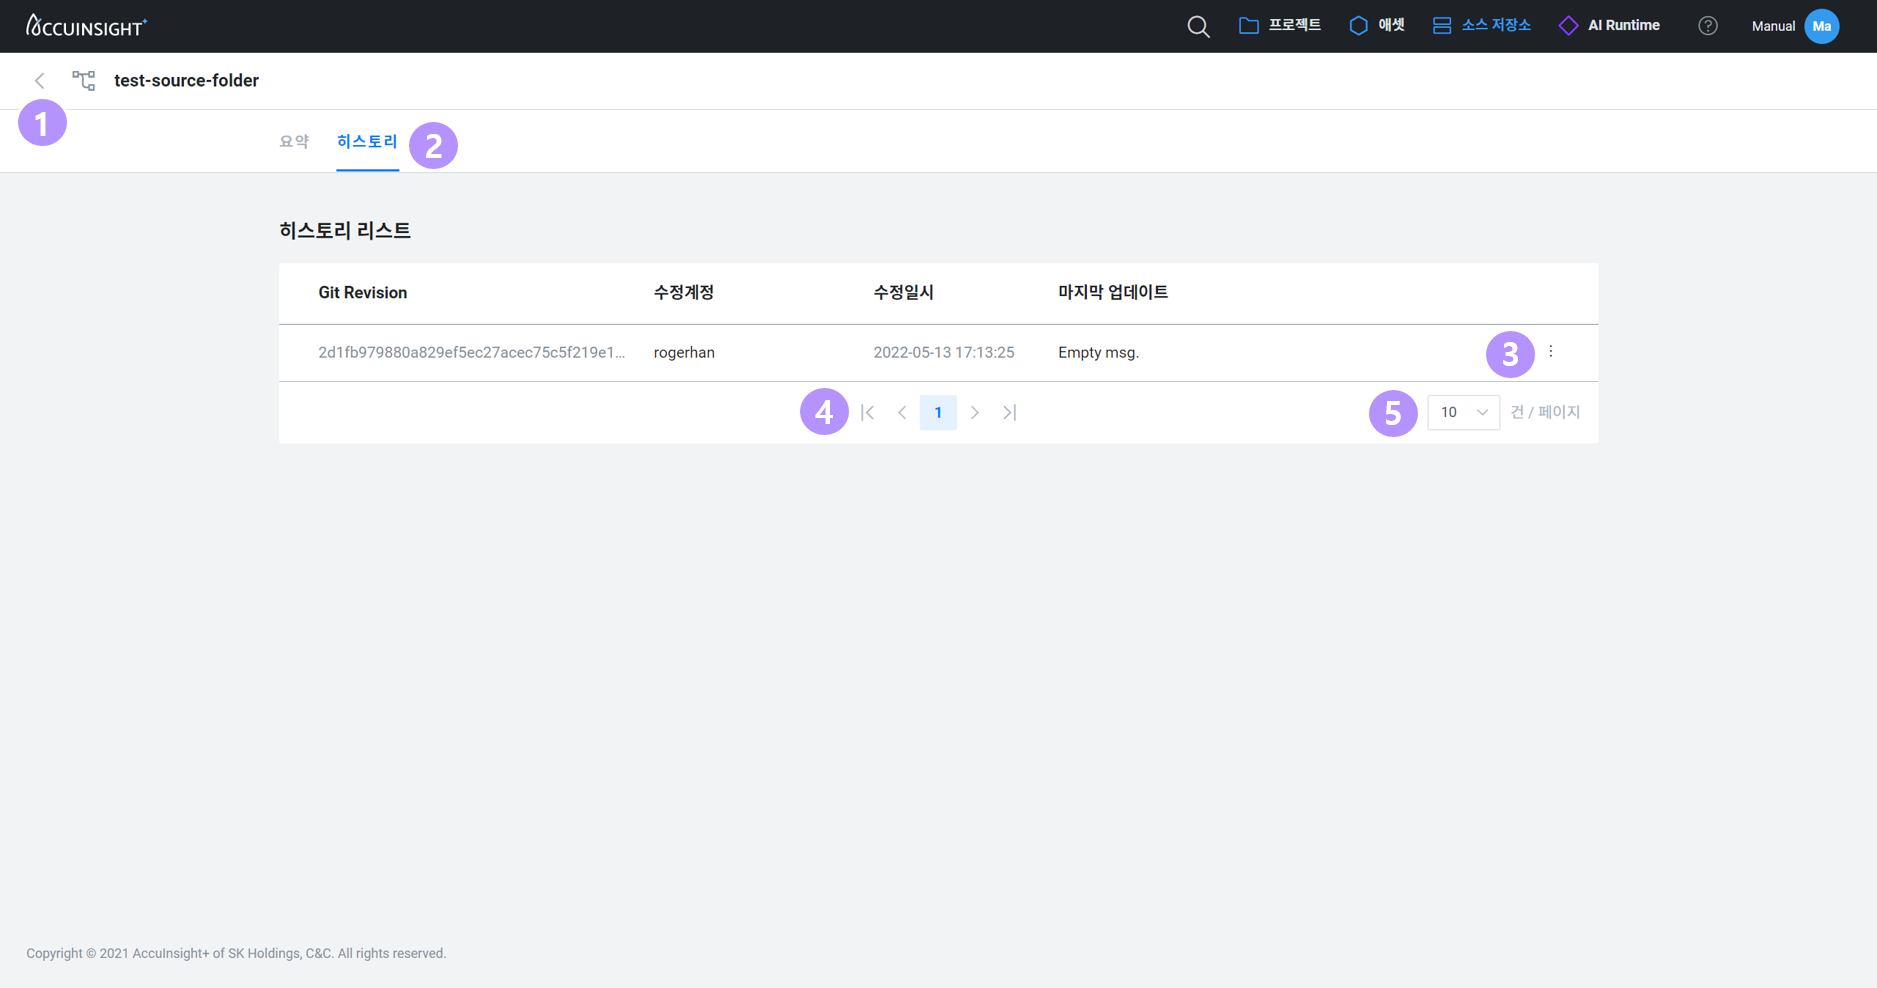 ACCUINSIGHT+ 프로젝트 애셋 소스 저장소 AI Runtime ? Manual Ma
test-source-folder
1
요약 히스토리 2
히스토리 리스트
Git Revision 수정계정 수정일시 마지막 업데이트
2d1fb979880a829ef5ec27acec75c5f219e1... rogerhan 2022-05-13 17:13:25 Empty msg. 3
4 1 5 10 건 / 페이지
Copyright © 2021 AccuInsight+ of SK Holdings, C&C. All rights reserved.